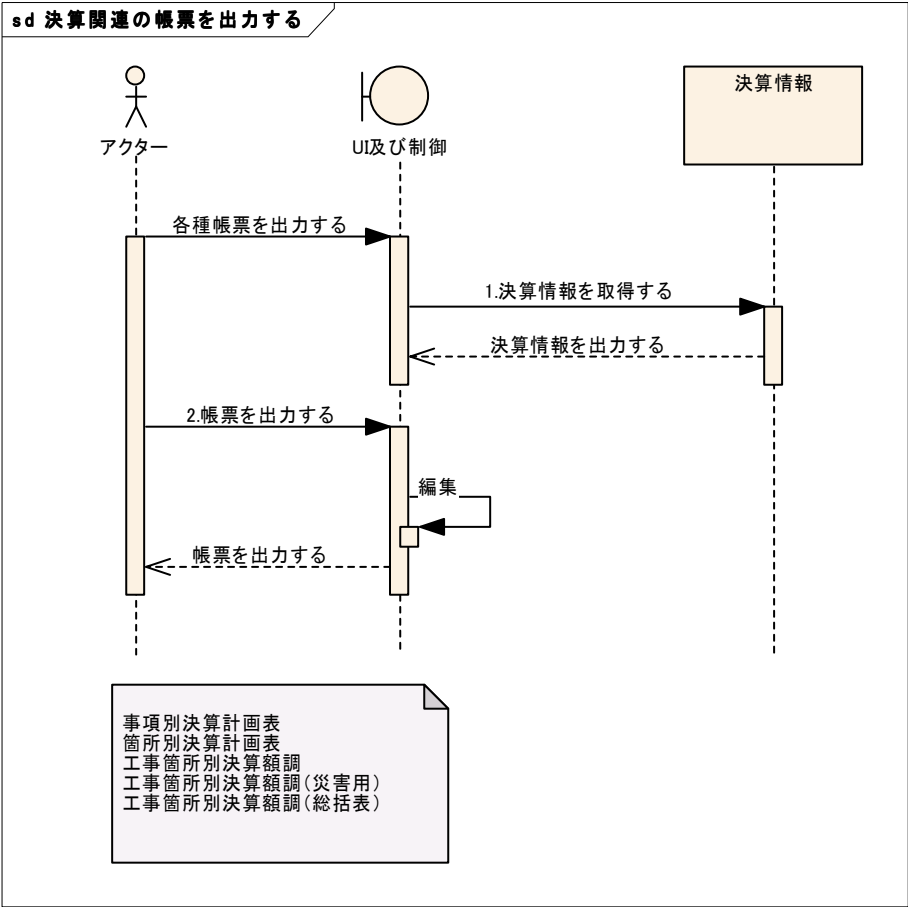 sd 決算関連の帳票を出力する
アクター
UI及び制御
決算情報
各種帳票を出力する
1.決算情報を取得する
決算情報を出力する
2.帳票を出力する
編集
帳票を出力する
事項別決算計画表
箇所別決算計画表
工事箇所別決算額調
工事箇所別決算額調(災害用)
工事箇所別決算額調(総括表)